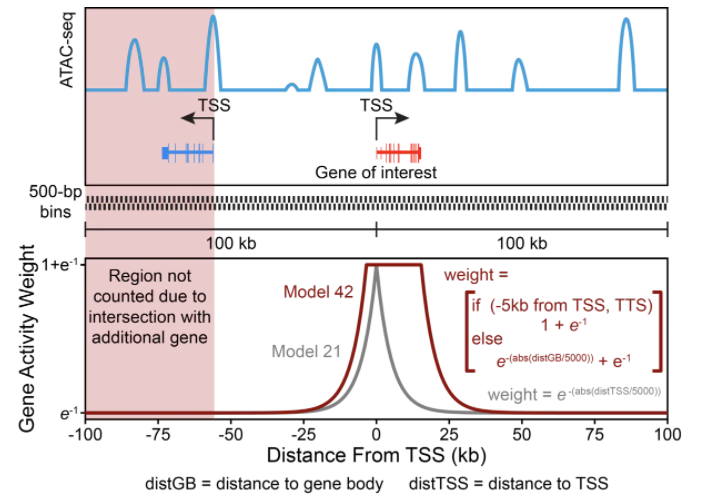 ATAC-seq
TSS
TSS
Gene of interest
500-bp
bins
100 kb
100 kb
Gene Activity Weight
1+e-1
e-1
Region not
counted due to
intersection with
additional gene
Model 42
Model 21
weight =
if (-5kb from TSS, TTS)
1 + e-1
else
e-(abs(distGB/5000)) + e-1
weight = e-(abs(distTSS/5000))
-100 -75 -50 -25 0 25 50 75 100
Distance From TSS (kb)
distGB = distance to gene body distTSS = distance to TSS